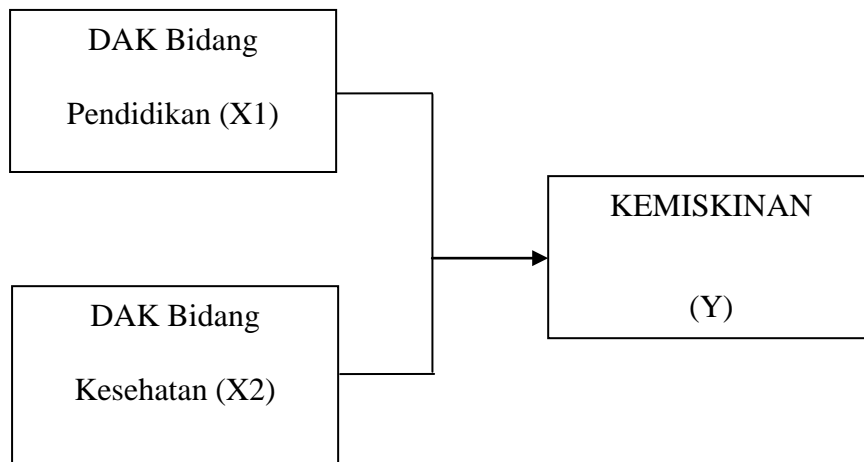 DAK Bidang
Pendidikan (X1)
KEMISKINAN
(Y)
DAK Bidang
Kesehatan (X2)